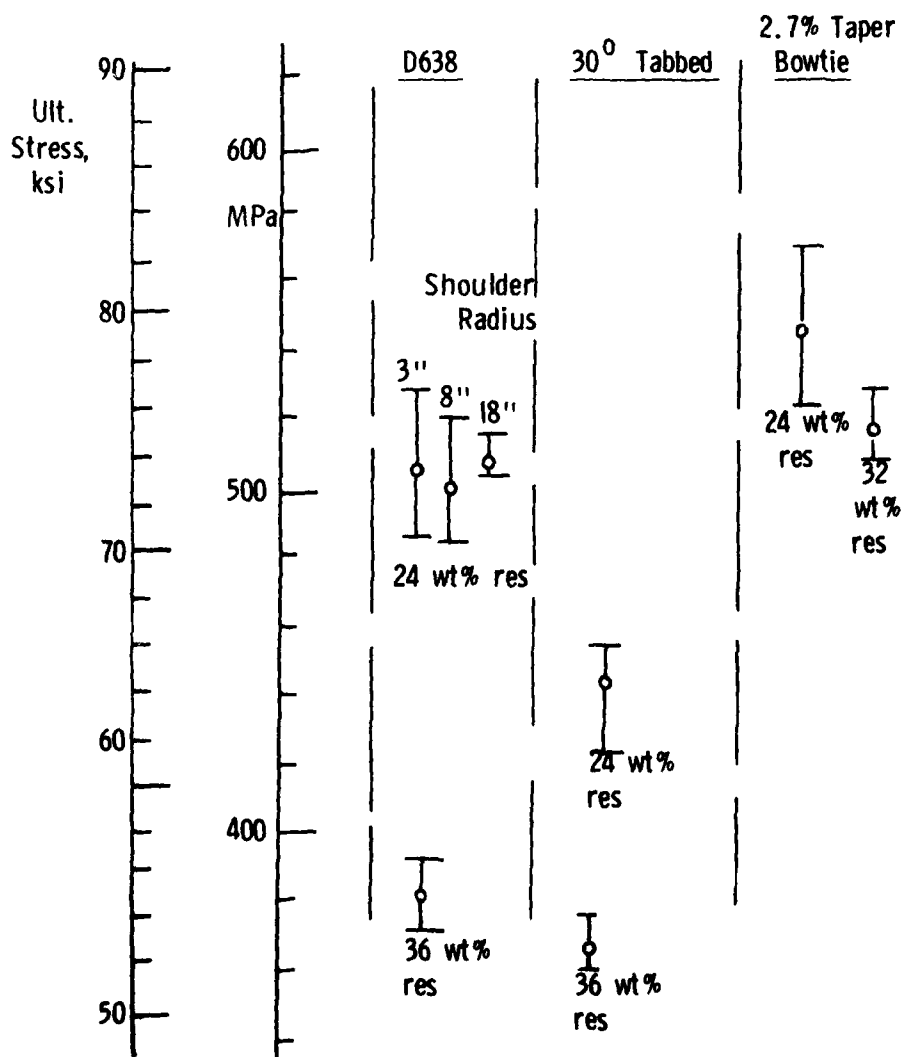 2.7% Taper
Bowtie
D638
30° Tabbed
90
Ult.
Stress,
ksi
600
MPa
Shoulder
Radius
80
3"
8"
18"
24 wt%
res
32
wt%
res
500
70
24 wt% res
60
24 wt%
res
400
36 wt%
res
36 wt%
res
50